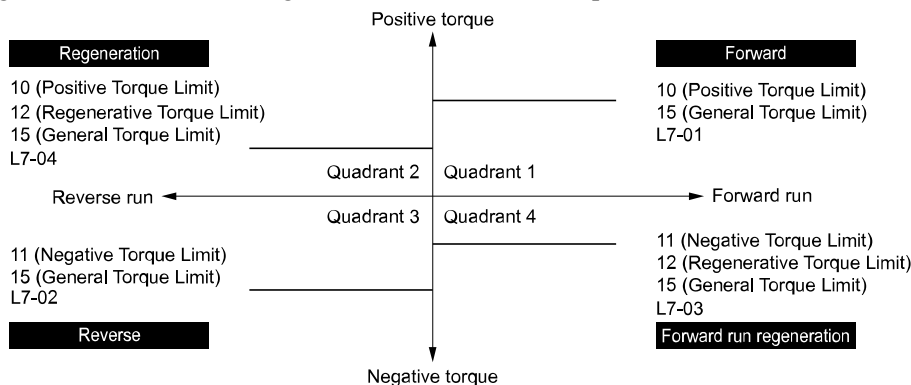 Positive torque
Regeneration
10 (Positive Torque Limit)
12 (Regenerative Torque Limit)
15 (General Torque Limit)
L7-04
Forward
10 (Positive Torque Limit)
15 (General Torque Limit)
L7-01
Quadrant 2
Quadrant 1
Reverse run
Forward run
Quadrant 3
Quadrant 4
11 (Negative Torque Limit)
15 (General Torque Limit)
L7-02
Reverse
11 (Negative Torque Limit)
12 (Regenerative Torque Limit)
15 (General Torque Limit)
L7-03
Forward run regeneration
Negative torque